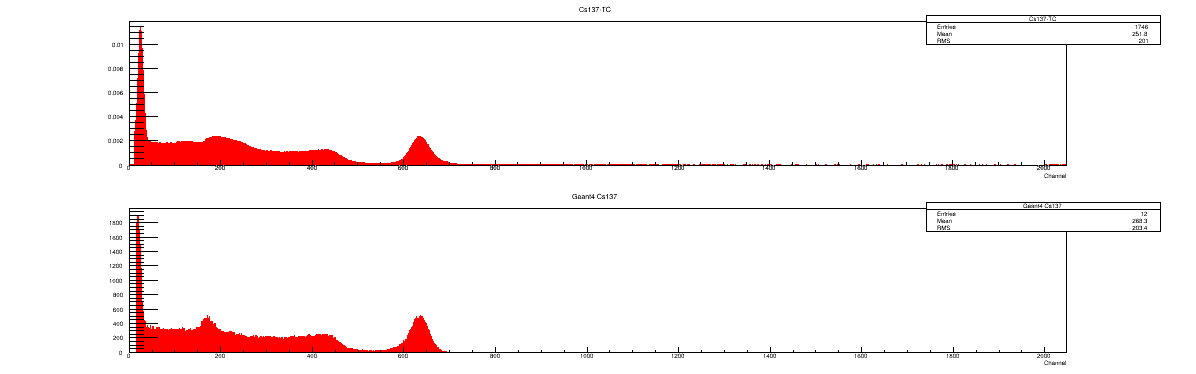 Cs137-TC
Cs137-TC
Entries 1746
Mean 251.8
RMS 201
0.01
0.008
0.006
0.004
0.002
0
0 200 400 600 800 1000 1200 1400 1600 1800 2000
Channel
Geant4 Cs137
Geant4 Cs137
Entries 12
Mean 268.3
RMS 203.4
1800
1600
1400
1200
1000
800
600
400
200
0
0 200 400 600 800 1000 1200 1400 1600 1800 2000
Channel